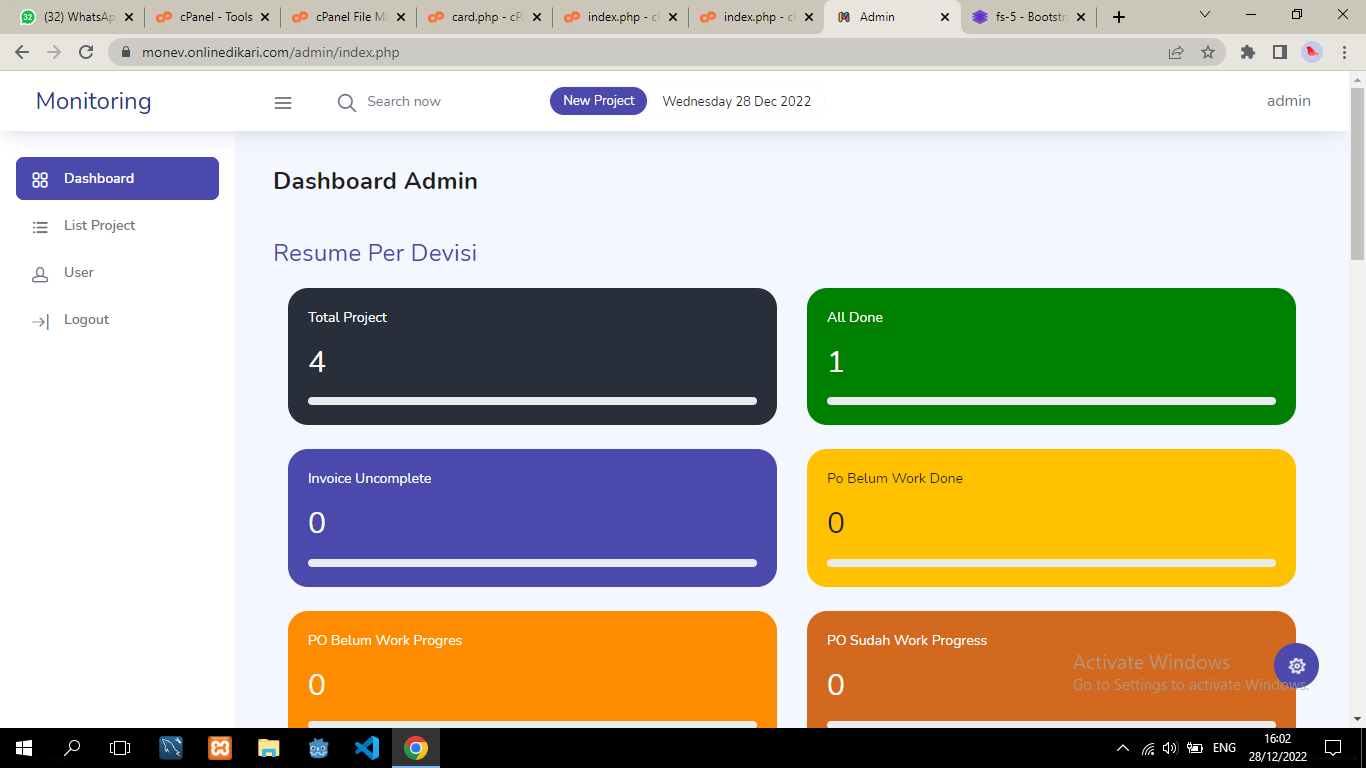 (32) WhatsAp
cPanel - Tools
cPanel File Ma
card.php - cP
index.php - cP
index.php - cP
Admin
fs-5 - Bootstr
monev.onlinedikari.com/admin/index.php
Monitoring
Search now
New Project
Wednesday 28 Dec 2022
admin
Dashboard
List Project
User
Logout
Dashboard Admin
Resume Per Devisi
Total Project
4
All Done
1
Invoice Uncomplete
0
Po Belum Work Done
0
PO Belum Work Progres
0
PO Sudah Work Progress
0
Activate Windows
Go to Settings to activate Windows.
ENG
16:02
28/12/2022